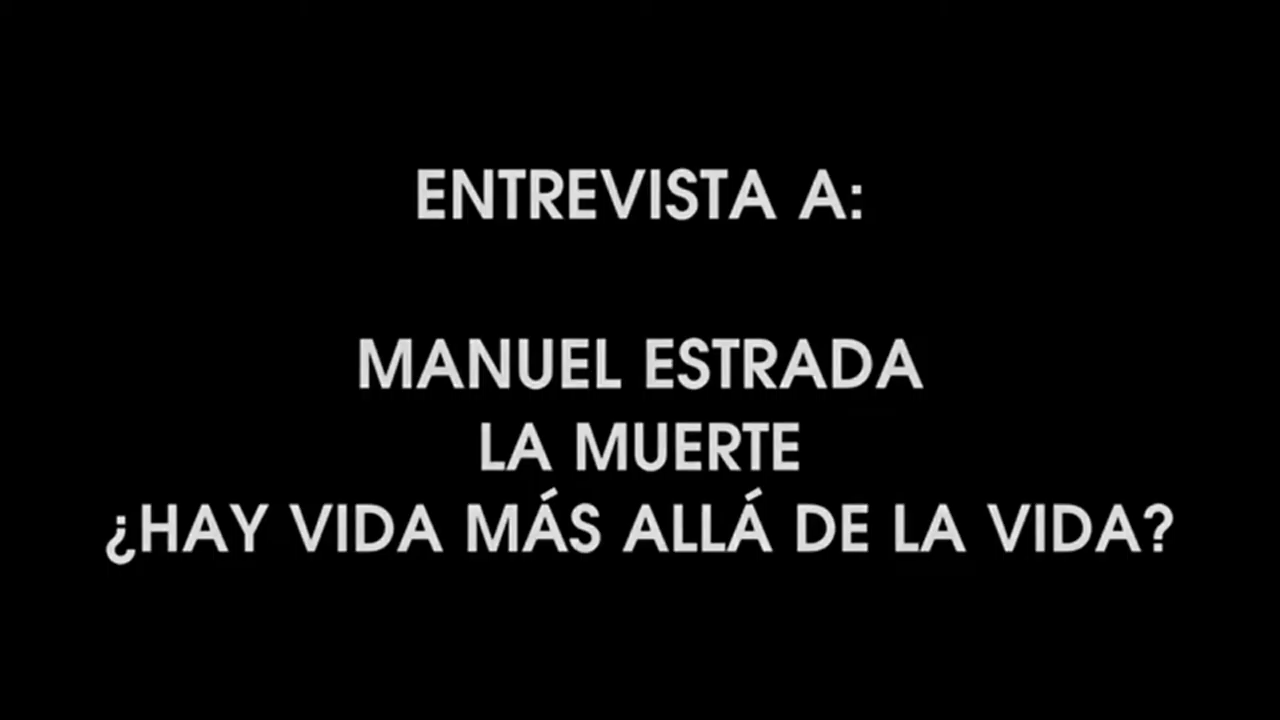 ENTREVISTA A:
MANUEL ESTRADA
LA MUERTE
¿HAY VIDA MÁS ALLÁ DE LA VIDA?